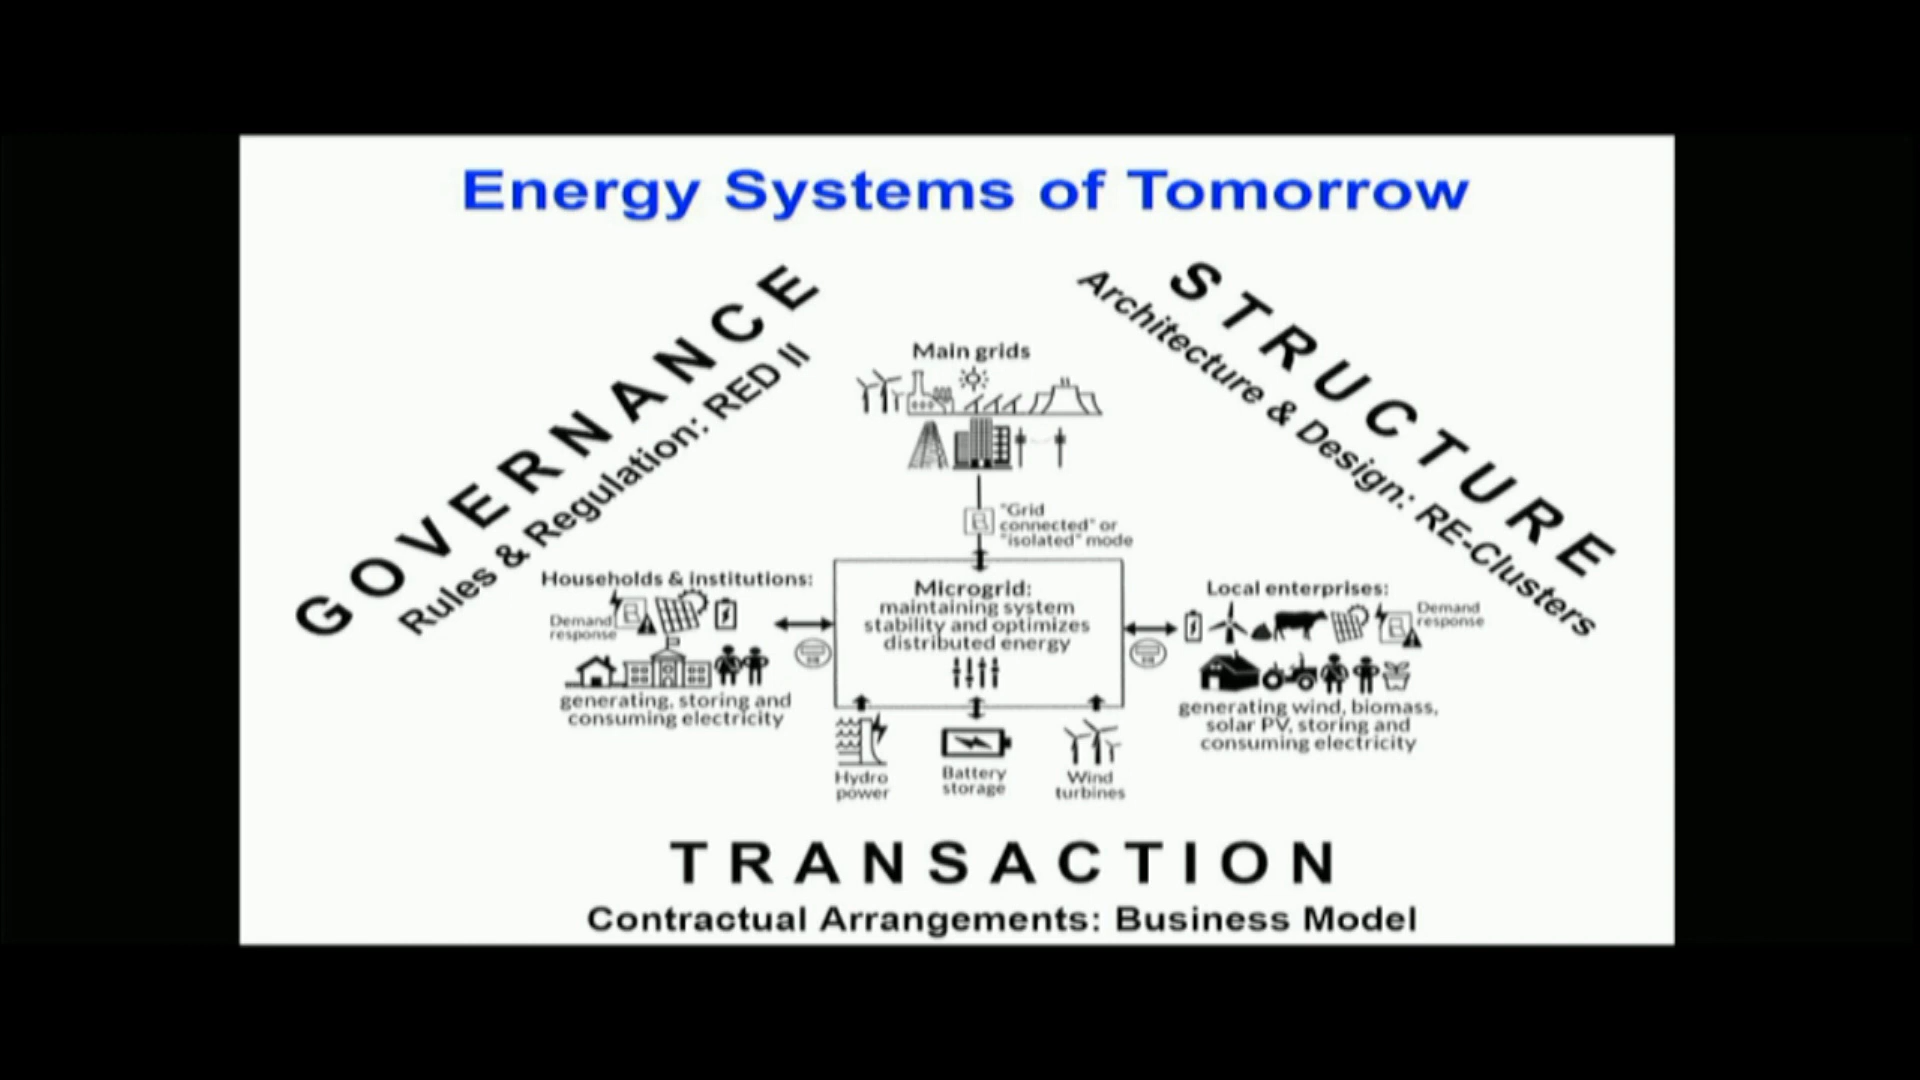 Energy Systems of Tomorrow
GOVERNANCE
Rules & Regulation: RED II
STRUCTURE
Architecture & Design: RE-Clusters
Main grids
"Grid
connected" or
"isolated" mode
Households & institutions:
Demand
response
generating, storing and
consuming electricity
Microgrid:
maintaining system
stability and optimizes
distributed energy
Local enterprises:
Demand
response
generating wind, biomass,
solar PV, storing and
consuming electricity
Hydro
power
Battery
storage
Wind
turbines
TRANSACTION
Contractual Arrangements: Business Model